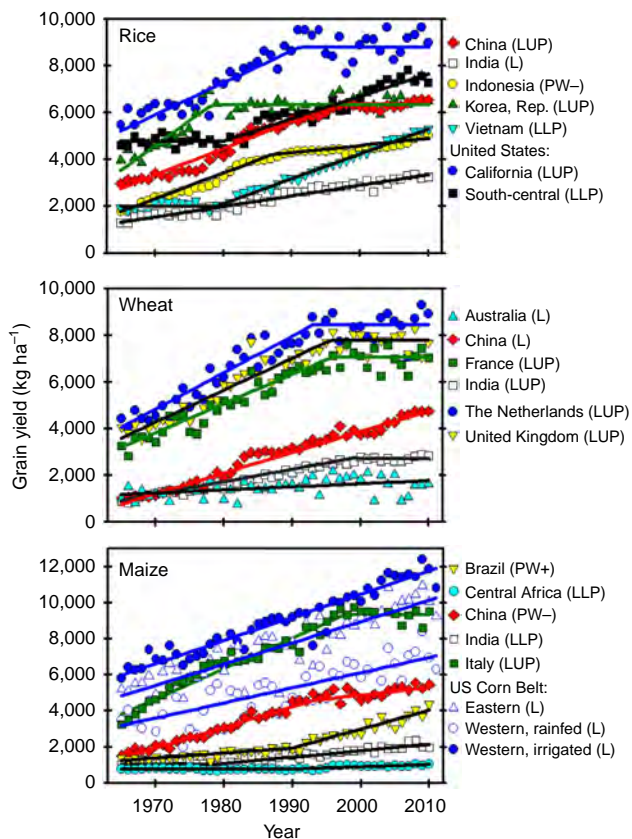 Rice
10,000
8,000
6,000
4,000
2,000
0
China (LUP)
India (L)
Indonesia (PW–)
Korea, Rep. (LUP)
Vietnam (LLP)
United States:
California (LUP)
South-central (LLP)
Wheat
10,000
8,000
6,000
4,000
2,000
0
Australia (L)
China (L)
France (LUP)
India (LUP)
The Netherlands (LUP)
United Kingdom (LUP)
Grain yield (kg ha⁻¹)
Maize
12,000
10,000
8,000
6,000
4,000
2,000
0
Brazil (PW+)
Central Africa (LLP)
China (PW–)
India (LLP)
Italy (LUP)
US Corn Belt:
Eastern (L)
Western, rainfed (L)
Western, irrigated (L)
1970 1980 1990 2000 2010
Year